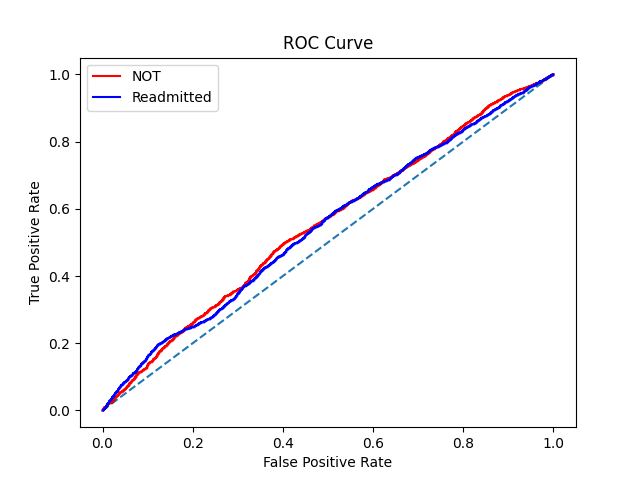 ROC Curve
NOT
Readmitted
True Positive Rate
1.0
0.8
0.6
0.4
0.2
0.0
0.0 0.2 0.4 0.6 0.8 1.0
False Positive Rate